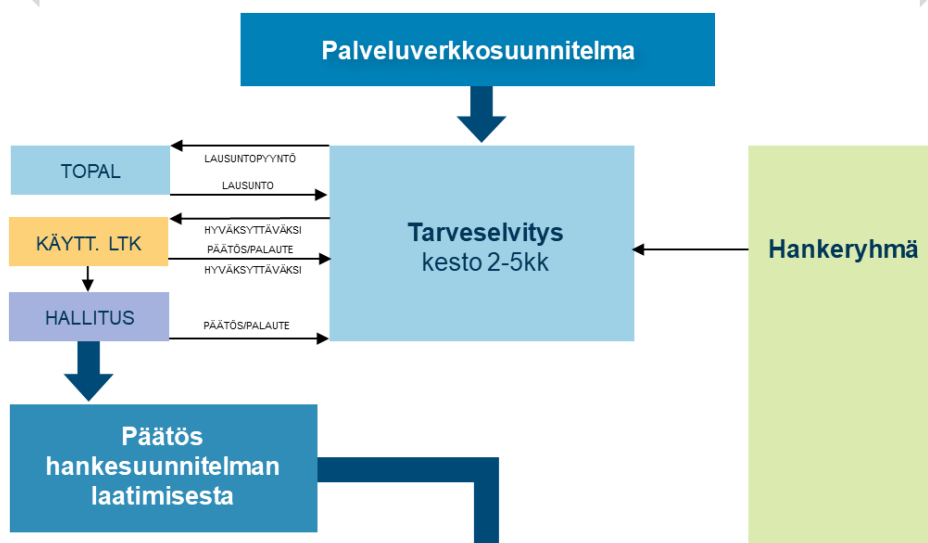 Palveluverkkosuunnitelma
TOPAL
LAUSUNTOPYYNTÖ
LAUSUNTO
KÄYTT. LTK
HYVÄKSYTTÄVÄKSI
PÄÄTÖS/PALAUTE
HYVÄKSYTTÄVÄKSI
HALLITUS
PÄÄTÖS/PALAUTE
Tarveselvitys
kesto 2-5kk
Hankeryhmä
Päätös
hankesuunnitelman
laatimisesta